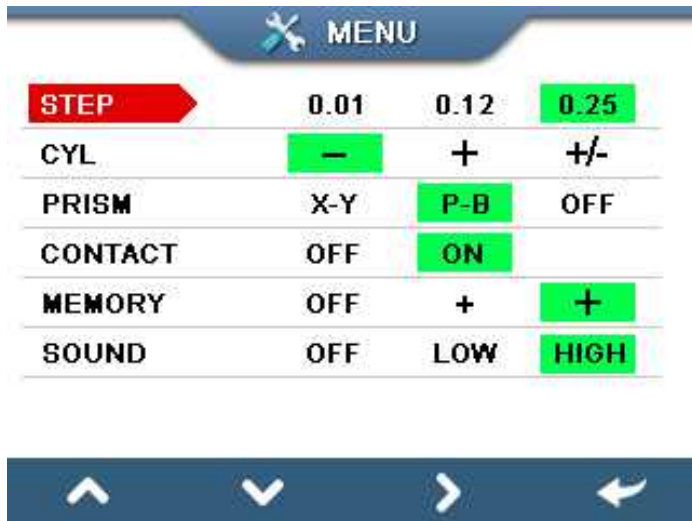 MENU
STEP 0.01 0.12 0.25
CYL − + +/-
PRISM X-Y P-B OFF
CONTACT OFF ON
MEMORY OFF + +
SOUND OFF LOW HIGH